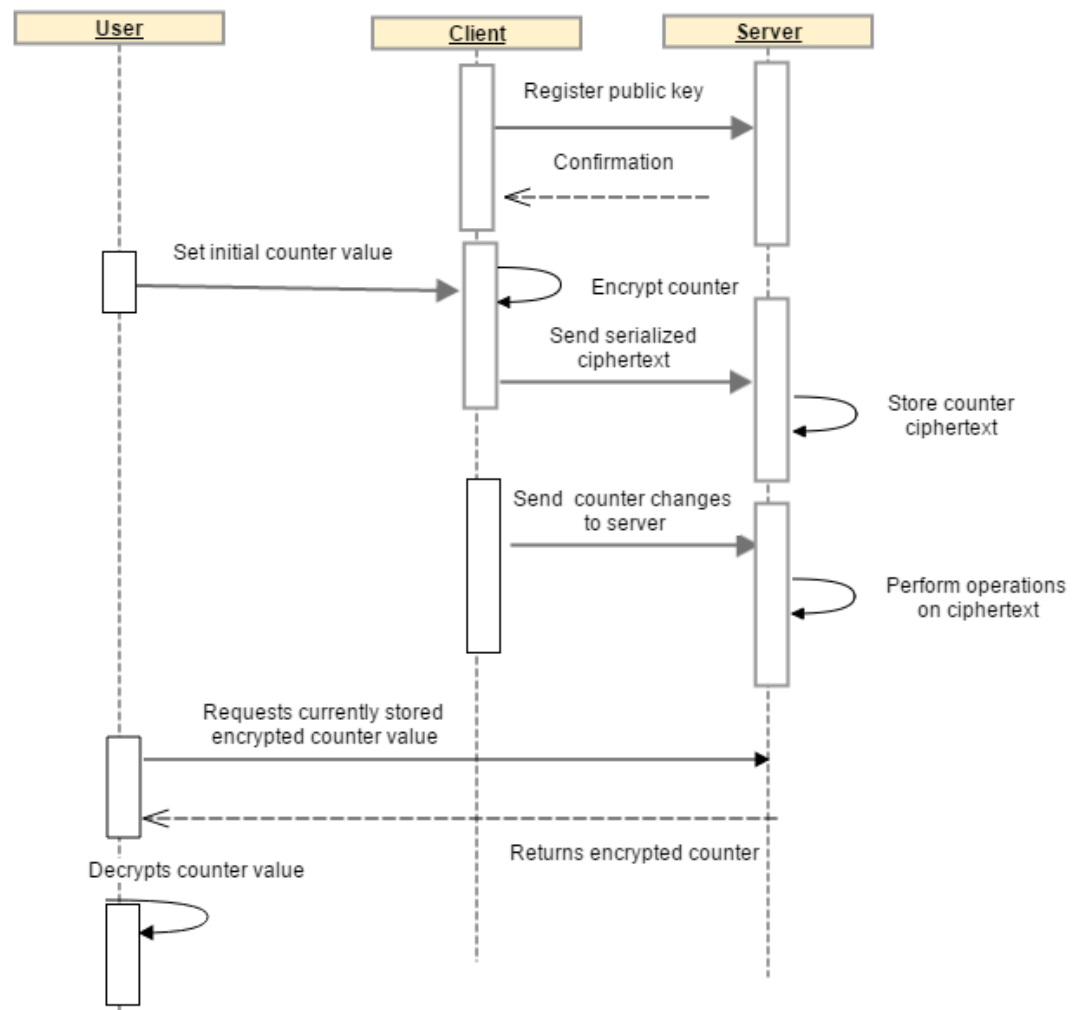 User
Client
Server
Register public key
Confirmation
Set initial counter value
Encrypt counter
Send serialized
ciphertext
Store counter
ciphertext
Send counter changes
to server
Perform operations
on ciphertext
Requests currently stored
encrypted counter value
Returns encrypted counter
Decrypts counter value